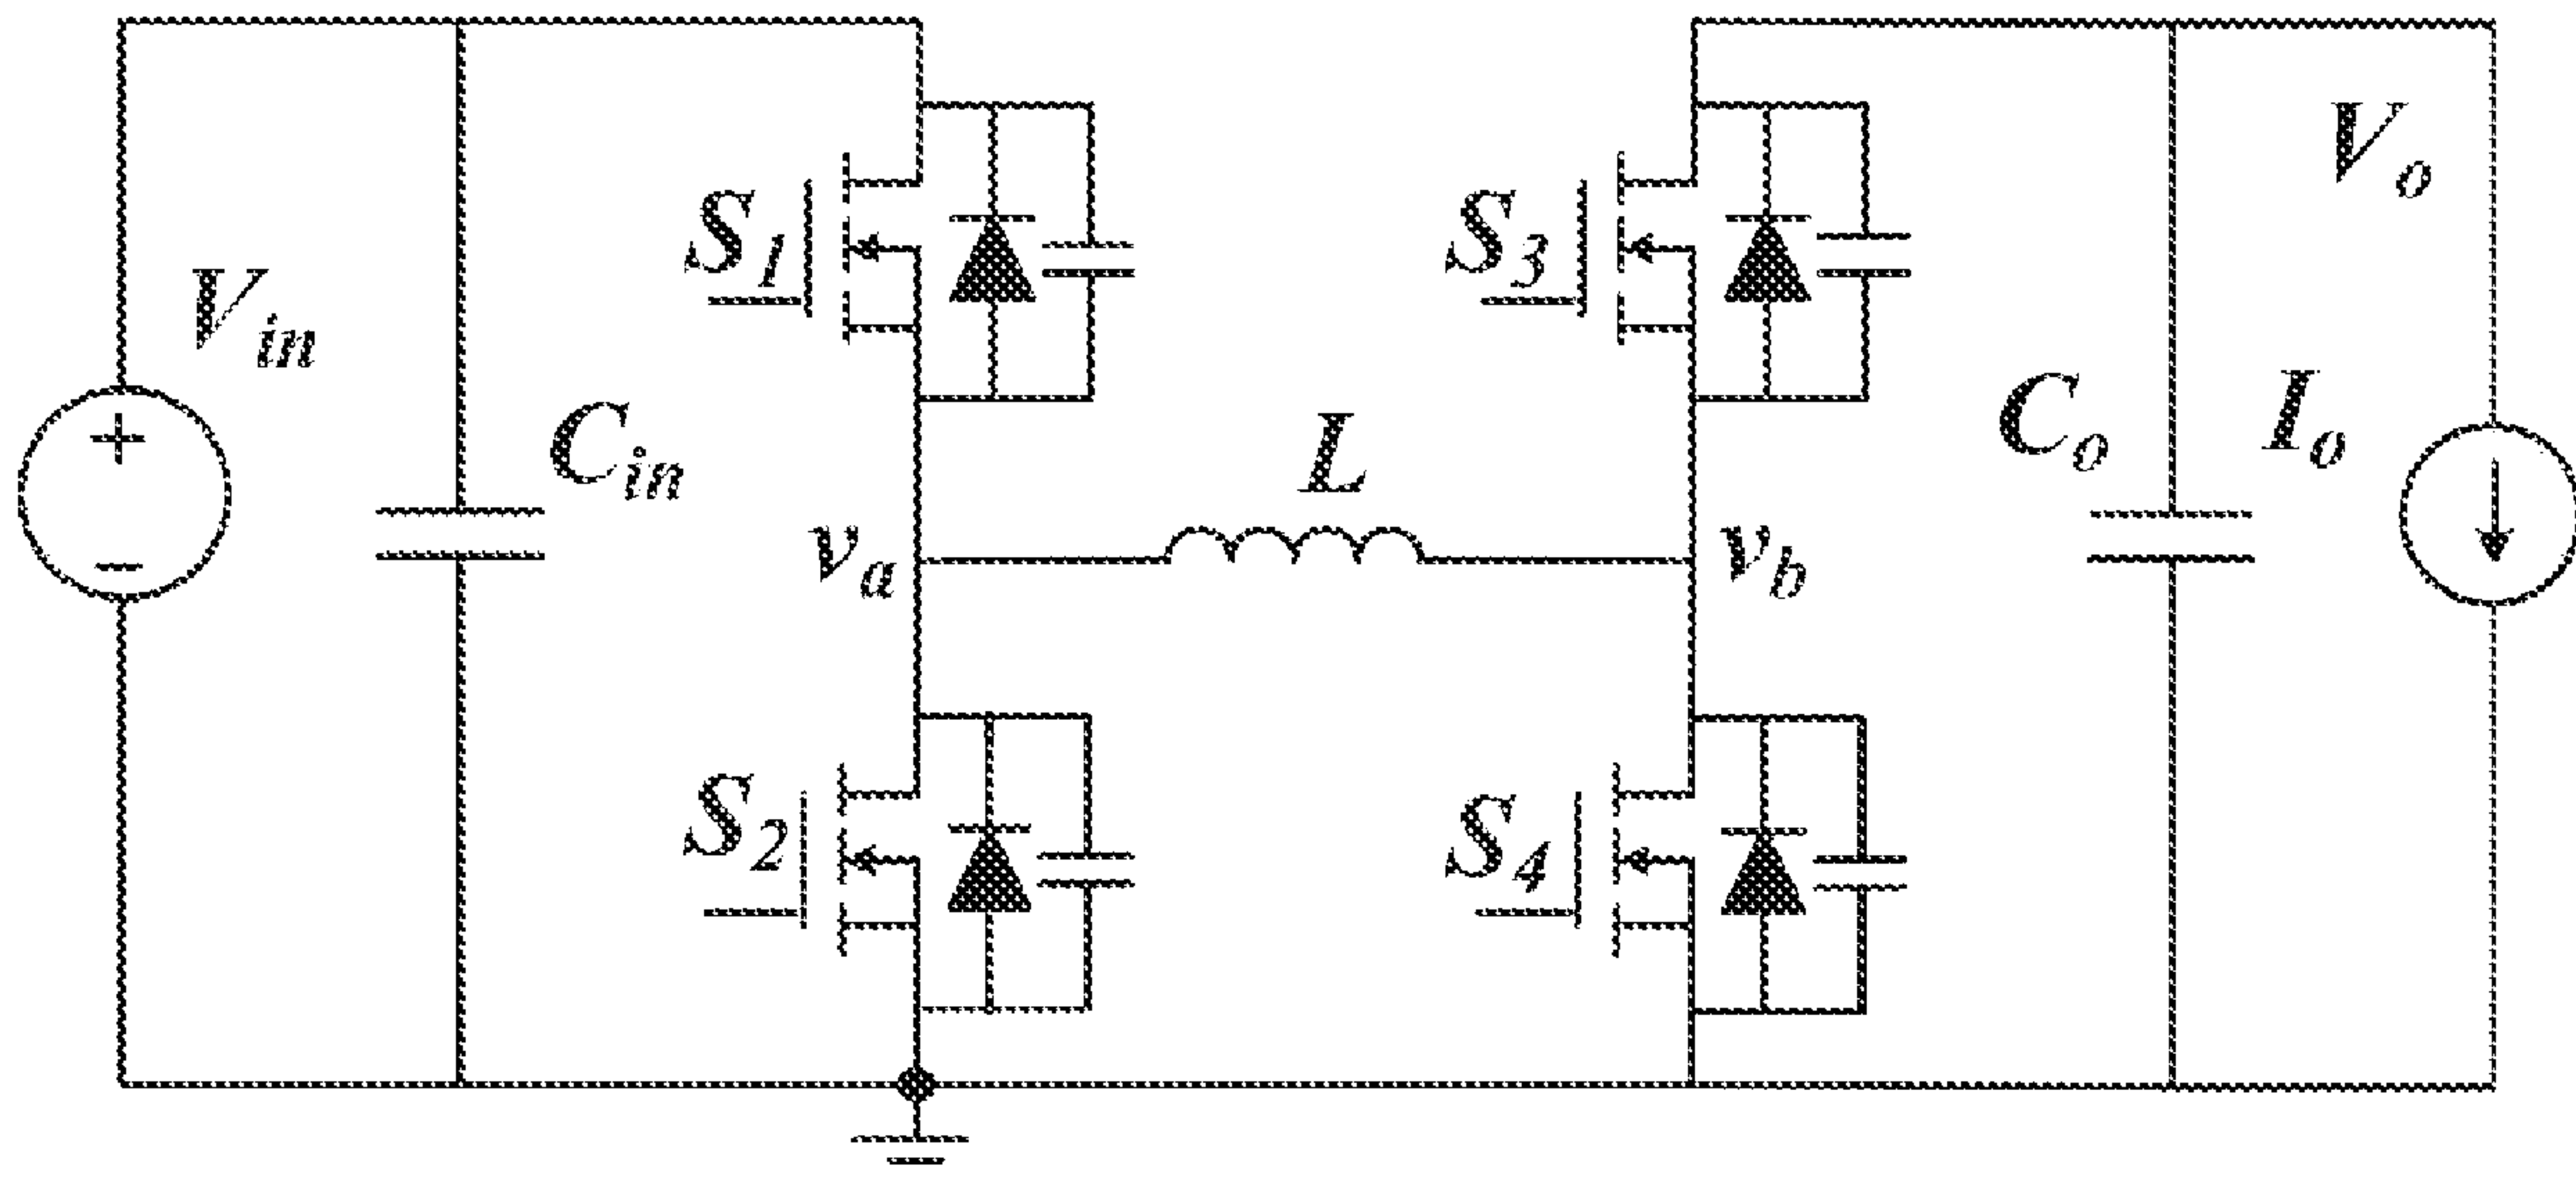 V_o
S_1
S_3
V_in
+
C_in
L
C_o
I_o
v_a
v_b
−
S_2
S_4